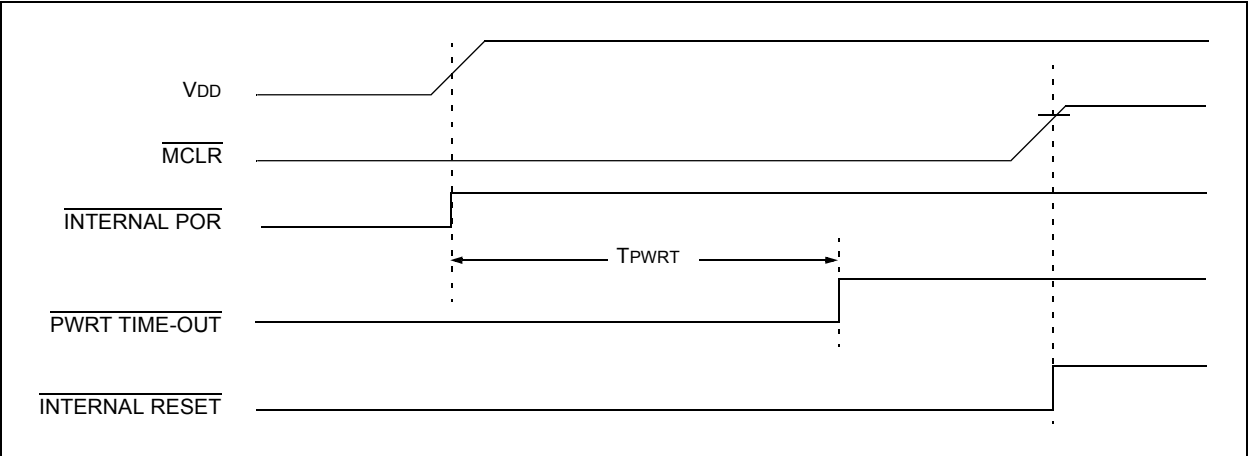 VDD
MCLR
INTERNAL POR
TPWRT
PWRT TIME-OUT
INTERNAL RESET